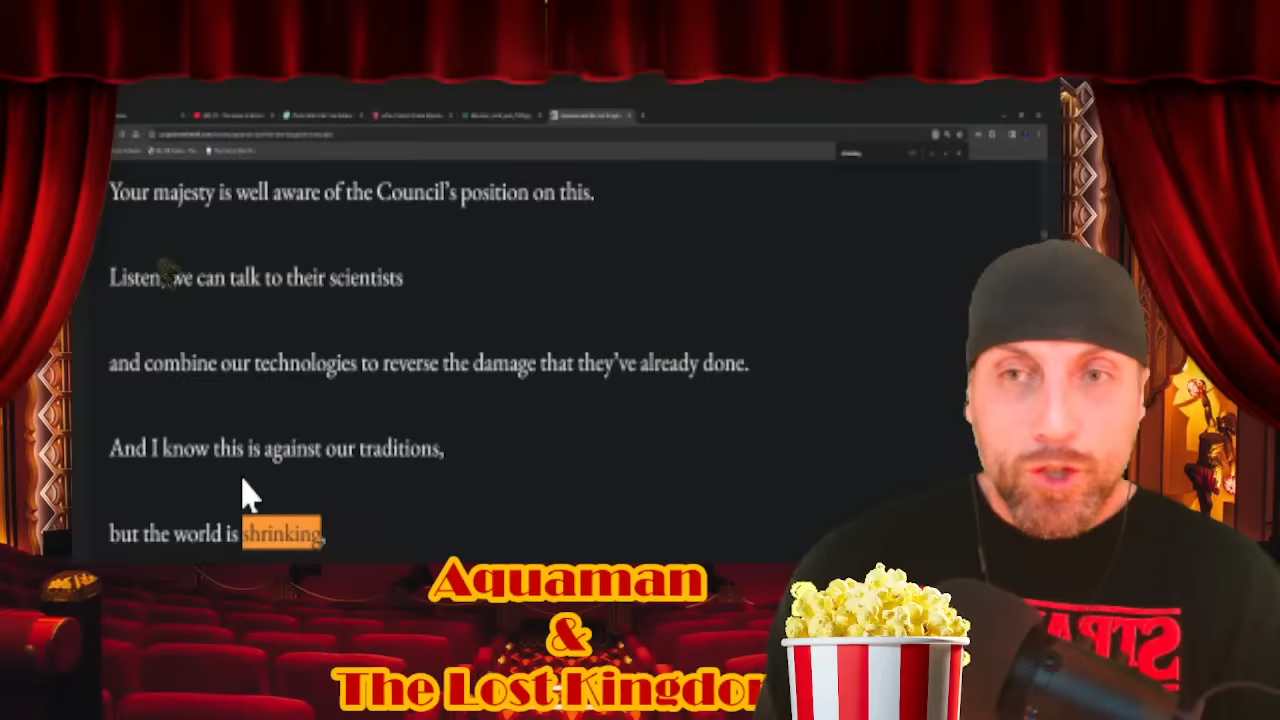 Your majesty is well aware of the Council's position on this.
Listen, we can talk to their scientists
and combine our technologies to reverse the damage that they've already done.
And I know this is against our traditions,
but the world is shrinking,
Aquaman
&
The Lost Kingdom